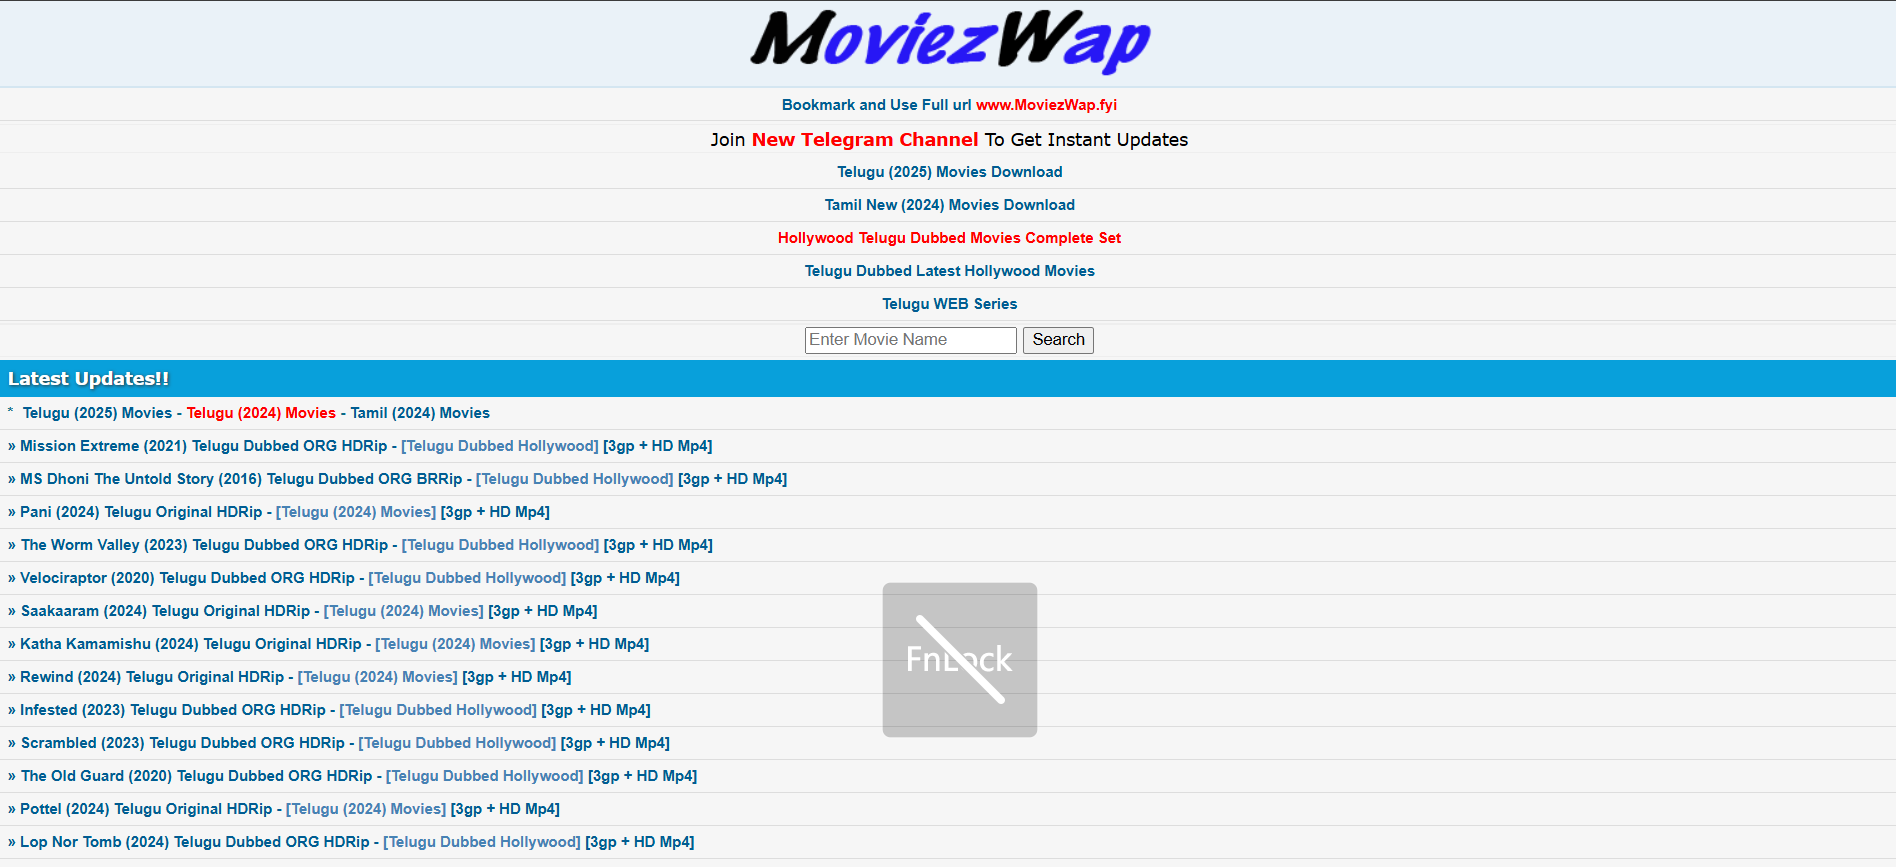 MoviezWap
Bookmark and Use Full url www.MoviezWap.fyi
Join New Telegram Channel To Get Instant Updates
Telugu (2025) Movies Download
Tamil New (2024) Movies Download
Hollywood Telugu Dubbed Movies Complete Set
Telugu Dubbed Latest Hollywood Movies
Telugu WEB Series
Enter Movie Name Search
Latest Updates!!
* Telugu (2025) Movies - Telugu (2024) Movies - Tamil (2024) Movies
» Mission Extreme (2021) Telugu Dubbed ORG HDRip - [Telugu Dubbed Hollywood] [3gp + HD Mp4]
» MS Dhoni The Untold Story (2016) Telugu Dubbed ORG BRRip - [Telugu Dubbed Hollywood] [3gp + HD Mp4]
» Pani (2024) Telugu Original HDRip - [Telugu (2024) Movies] [3gp + HD Mp4]
» The Worm Valley (2023) Telugu Dubbed ORG HDRip - [Telugu Dubbed Hollywood] [3gp + HD Mp4]
» Velociraptor (2020) Telugu Dubbed ORG HDRip - [Telugu Dubbed Hollywood] [3gp + HD Mp4]
» Saakaaram (2024) Telugu Original HDRip - [Telugu (2024) Movies] [3gp + HD Mp4]
» Katha Kamamishu (2024) Telugu Original HDRip - [Telugu (2024) Movies] [3gp + HD Mp4]
FnLock
» Rewind (2024) Telugu Original HDRip - [Telugu (2024) Movies] [3gp + HD Mp4]
» Infested (2023) Telugu Dubbed ORG HDRip - [Telugu Dubbed Hollywood] [3gp + HD Mp4]
» Scrambled (2023) Telugu Dubbed ORG HDRip - [Telugu Dubbed Hollywood] [3gp + HD Mp4]
» The Old Guard (2020) Telugu Dubbed ORG HDRip - [Telugu Dubbed Hollywood] [3gp + HD Mp4]
» Pottel (2024) Telugu Original HDRip - [Telugu (2024) Movies] [3gp + HD Mp4]
» Lop Nor Tomb (2024) Telugu Dubbed ORG HDRip - [Telugu Dubbed Hollywood] [3gp + HD Mp4]